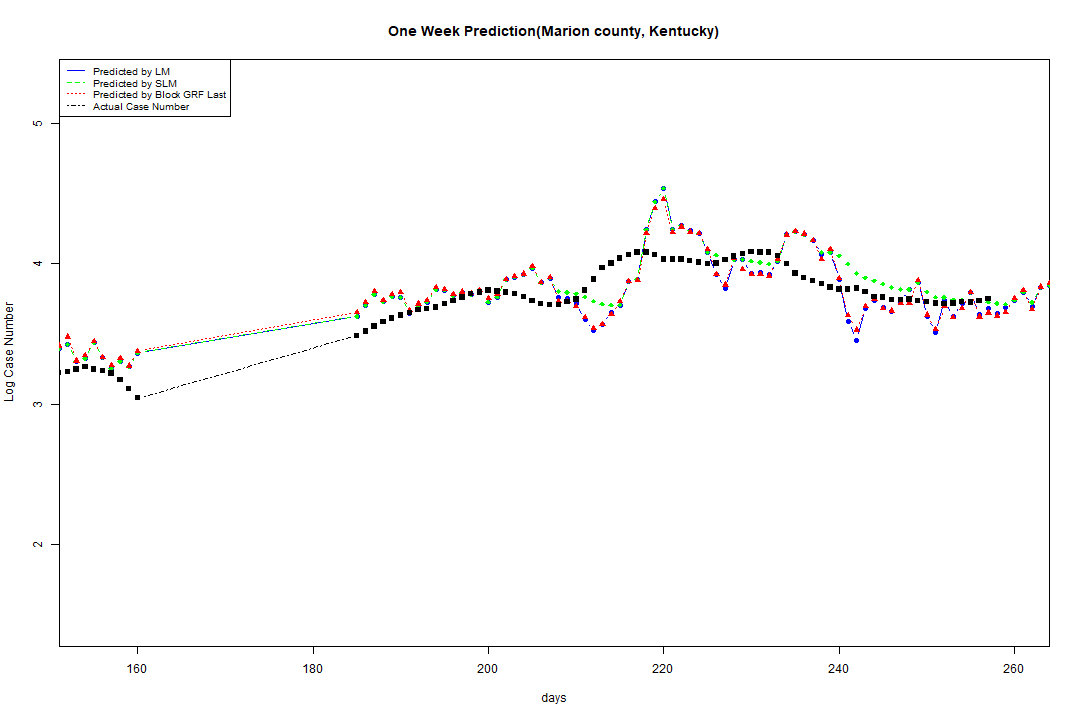 One Week Prediction(Marion county, Kentucky)
Predicted by LM
Predicted by SLM
Predicted by Block GRF Last
Actual Case Number
5
4
3
2
Log Case Number
160 180 200 220 240 260
days